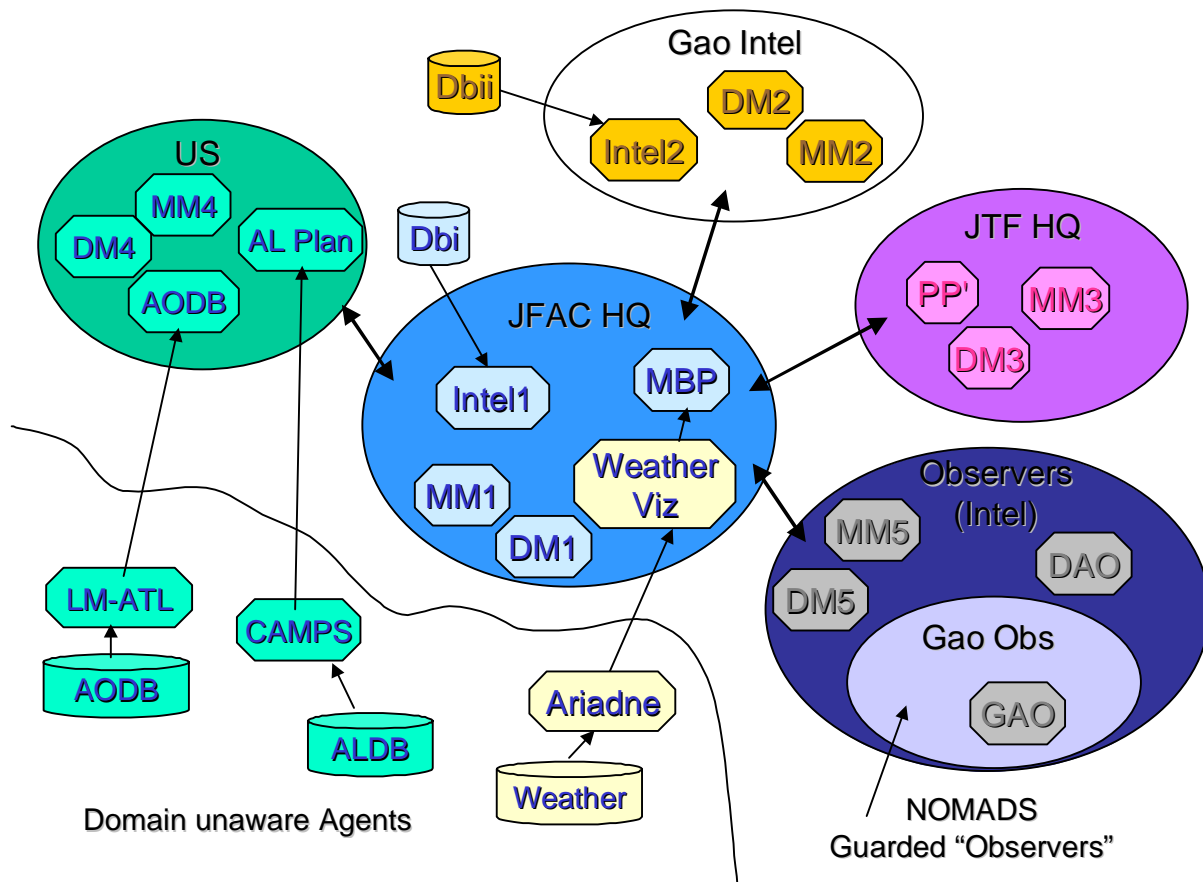 Gao Intel
Dbii
DM2
Intel2
MM2
US
MM4
DM4
AL Plan
AODB
Dbi
JTF HQ
PP'
MM3
DM3
JFAC HQ
MBP
Intel1
Weather
Viz
MM1
DM1
Observers
(Intel)
MM5
DAO
DM5
Gao Obs
GAO
LM-ATL
CAMPS
AODB
Ariadne
ALDB
Weather
Domain unaware Agents
NOMADS
Guarded “Observers”